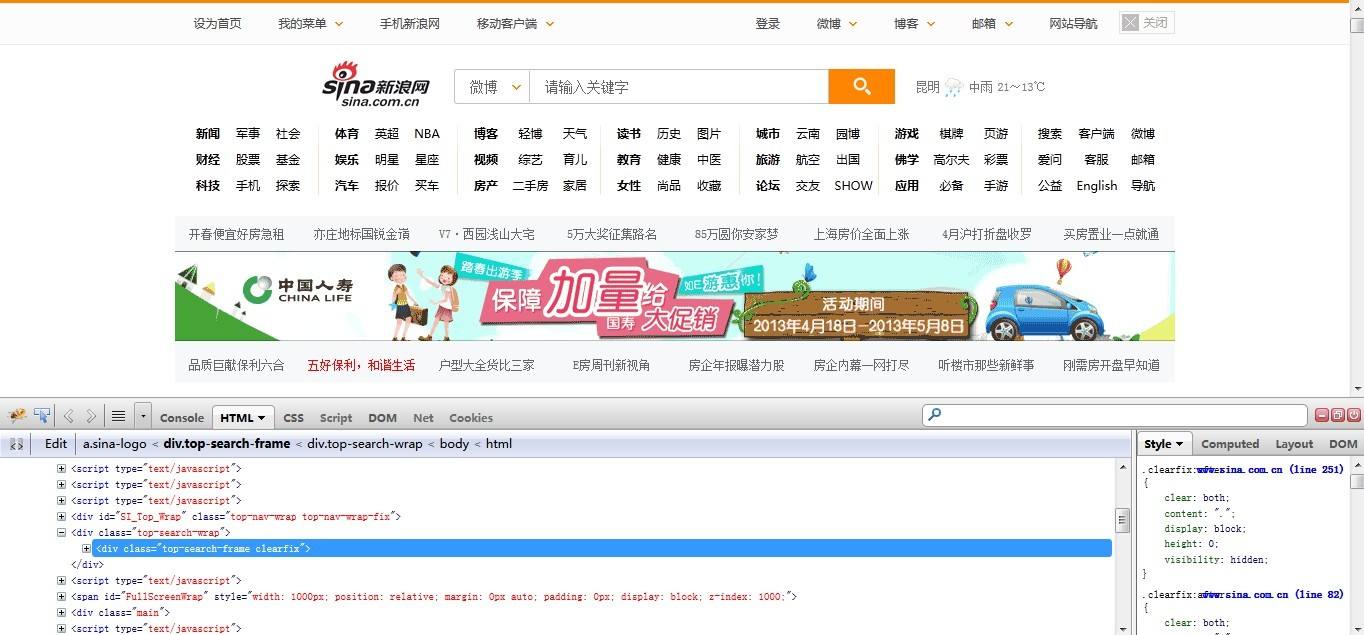 设为首页 我的菜单 手机新浪网 移动客户端 登录 微博 博客 邮箱 网站导航 关闭
sina新浪网
sina.com.cn
微博 请输入关键字 昆明 中雨 21～13℃
新闻 军事 社会 体育 英超 NBA 博客 轻博 天气 读书 历史 图片 城市 云南 园博 游戏 棋牌 页游 搜索 客户端 微博
财经 股票 基金 娱乐 明星 星座 视频 综艺 育儿 教育 健康 中医 旅游 航空 出国 佛学 高尔夫 彩票 爱问 客服 邮箱
科技 手机 探索 汽车 报价 买车 房产 二手房 家居 女性 尚品 收藏 论坛 交友 SHOW 应用 必备 手游 公益 English 导航
开春便宜好房急租 亦庄地标国锐金嵿 V7·西园浅山大宅 5万大奖征集路名 85万圆你安家梦 上海房价全面上涨 4月沪打折盘收罗 买房置业一点就通
中国人寿
CHINA LIFE
踏春出游季
保障加量给
国寿大促销
如E游惠你!
活动期间
2013年4月18日-2013年5月8日
品质巨献保利六合 五好保利，和谐生活 户型大全货比三家 E房周刊新视角 房企年报曝潜力股 房企内幕一网打尽 听楼市那些新鲜事 刚需房开盘早知道
Console HTML CSS Script DOM Net Cookies
Edit a.sina-logo < div.top-search-frame < div.top-search-wrap < body < html
Style Computed Layout DOM
<script type="text/javascript">
<script type="text/javascript">
<script type="text/javascript">
<div id="SI_Top_Wrap" class="top-nav-wrap top-nav-wrap-fix">
<div class="top-search-wrap">
<div class="top-search-frame clearfix">
</div>
<script type="text/javascript">
<span id="FullScreenWrap" style="width: 1000px; position: relative; margin: 0px auto; padding: 0px; display: block; z-index: 1000;">
<div class="main">
<script type="text/javascript">
.clearfix: .sina.com.cn (line 251)
{
clear: both;
content: ".";
display: block;
height: 0;
visibility: hidden;
}
.clearfix: .sina.com.cn (line 82)
{
clear: both;